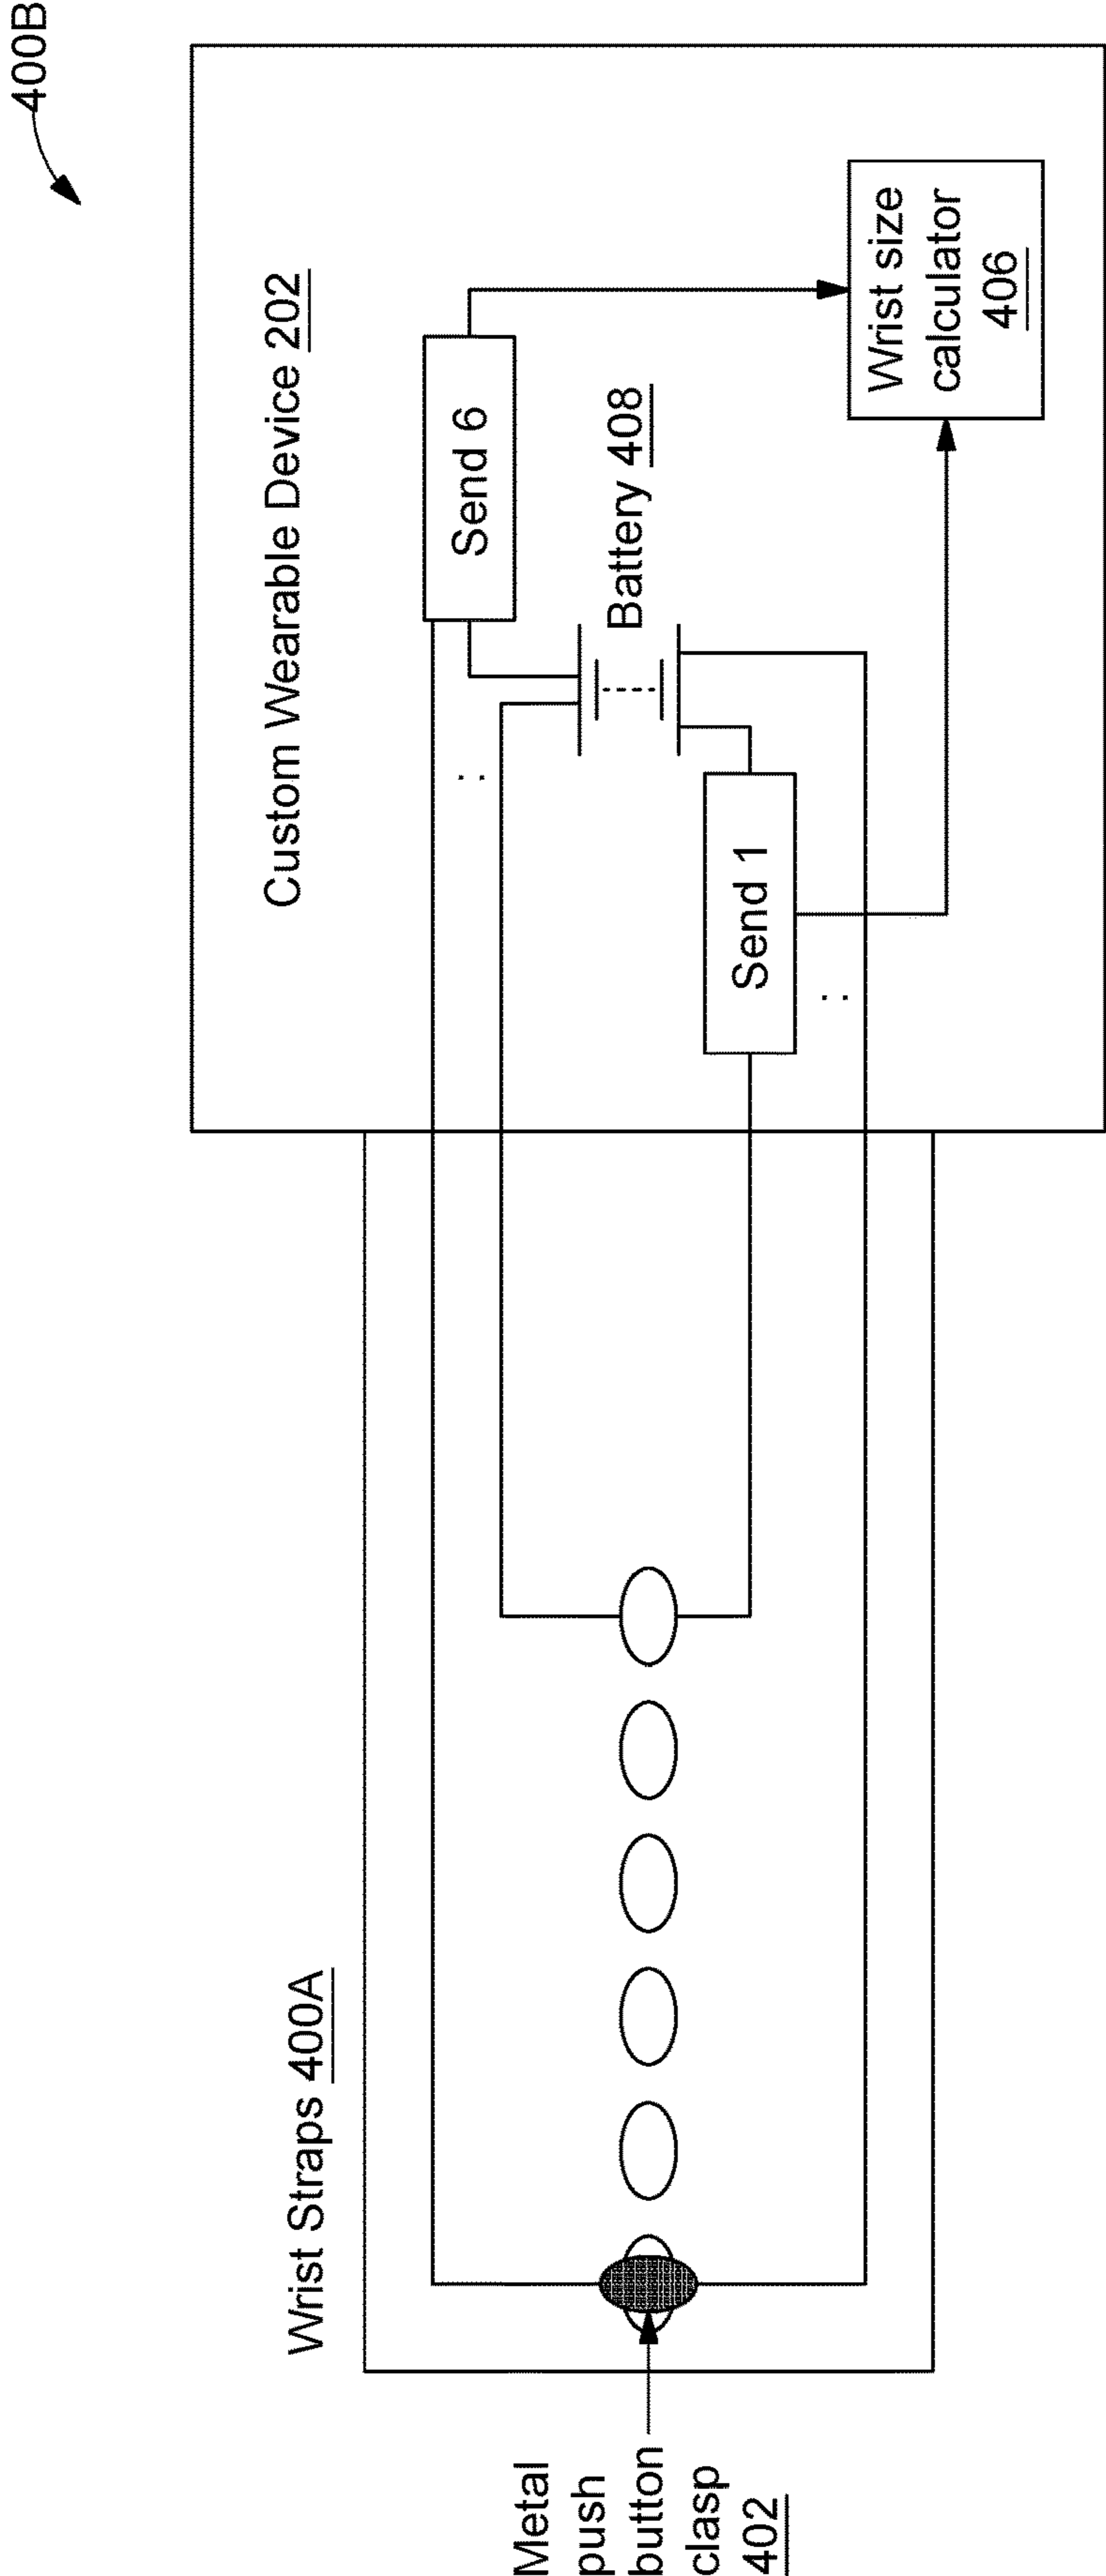 400B
Custom Wearable Device 202
Send 6
Battery 408
Send 1
Wrist size
calculator
406
Wrist Straps 400A
Metal
push
button
clasp
402